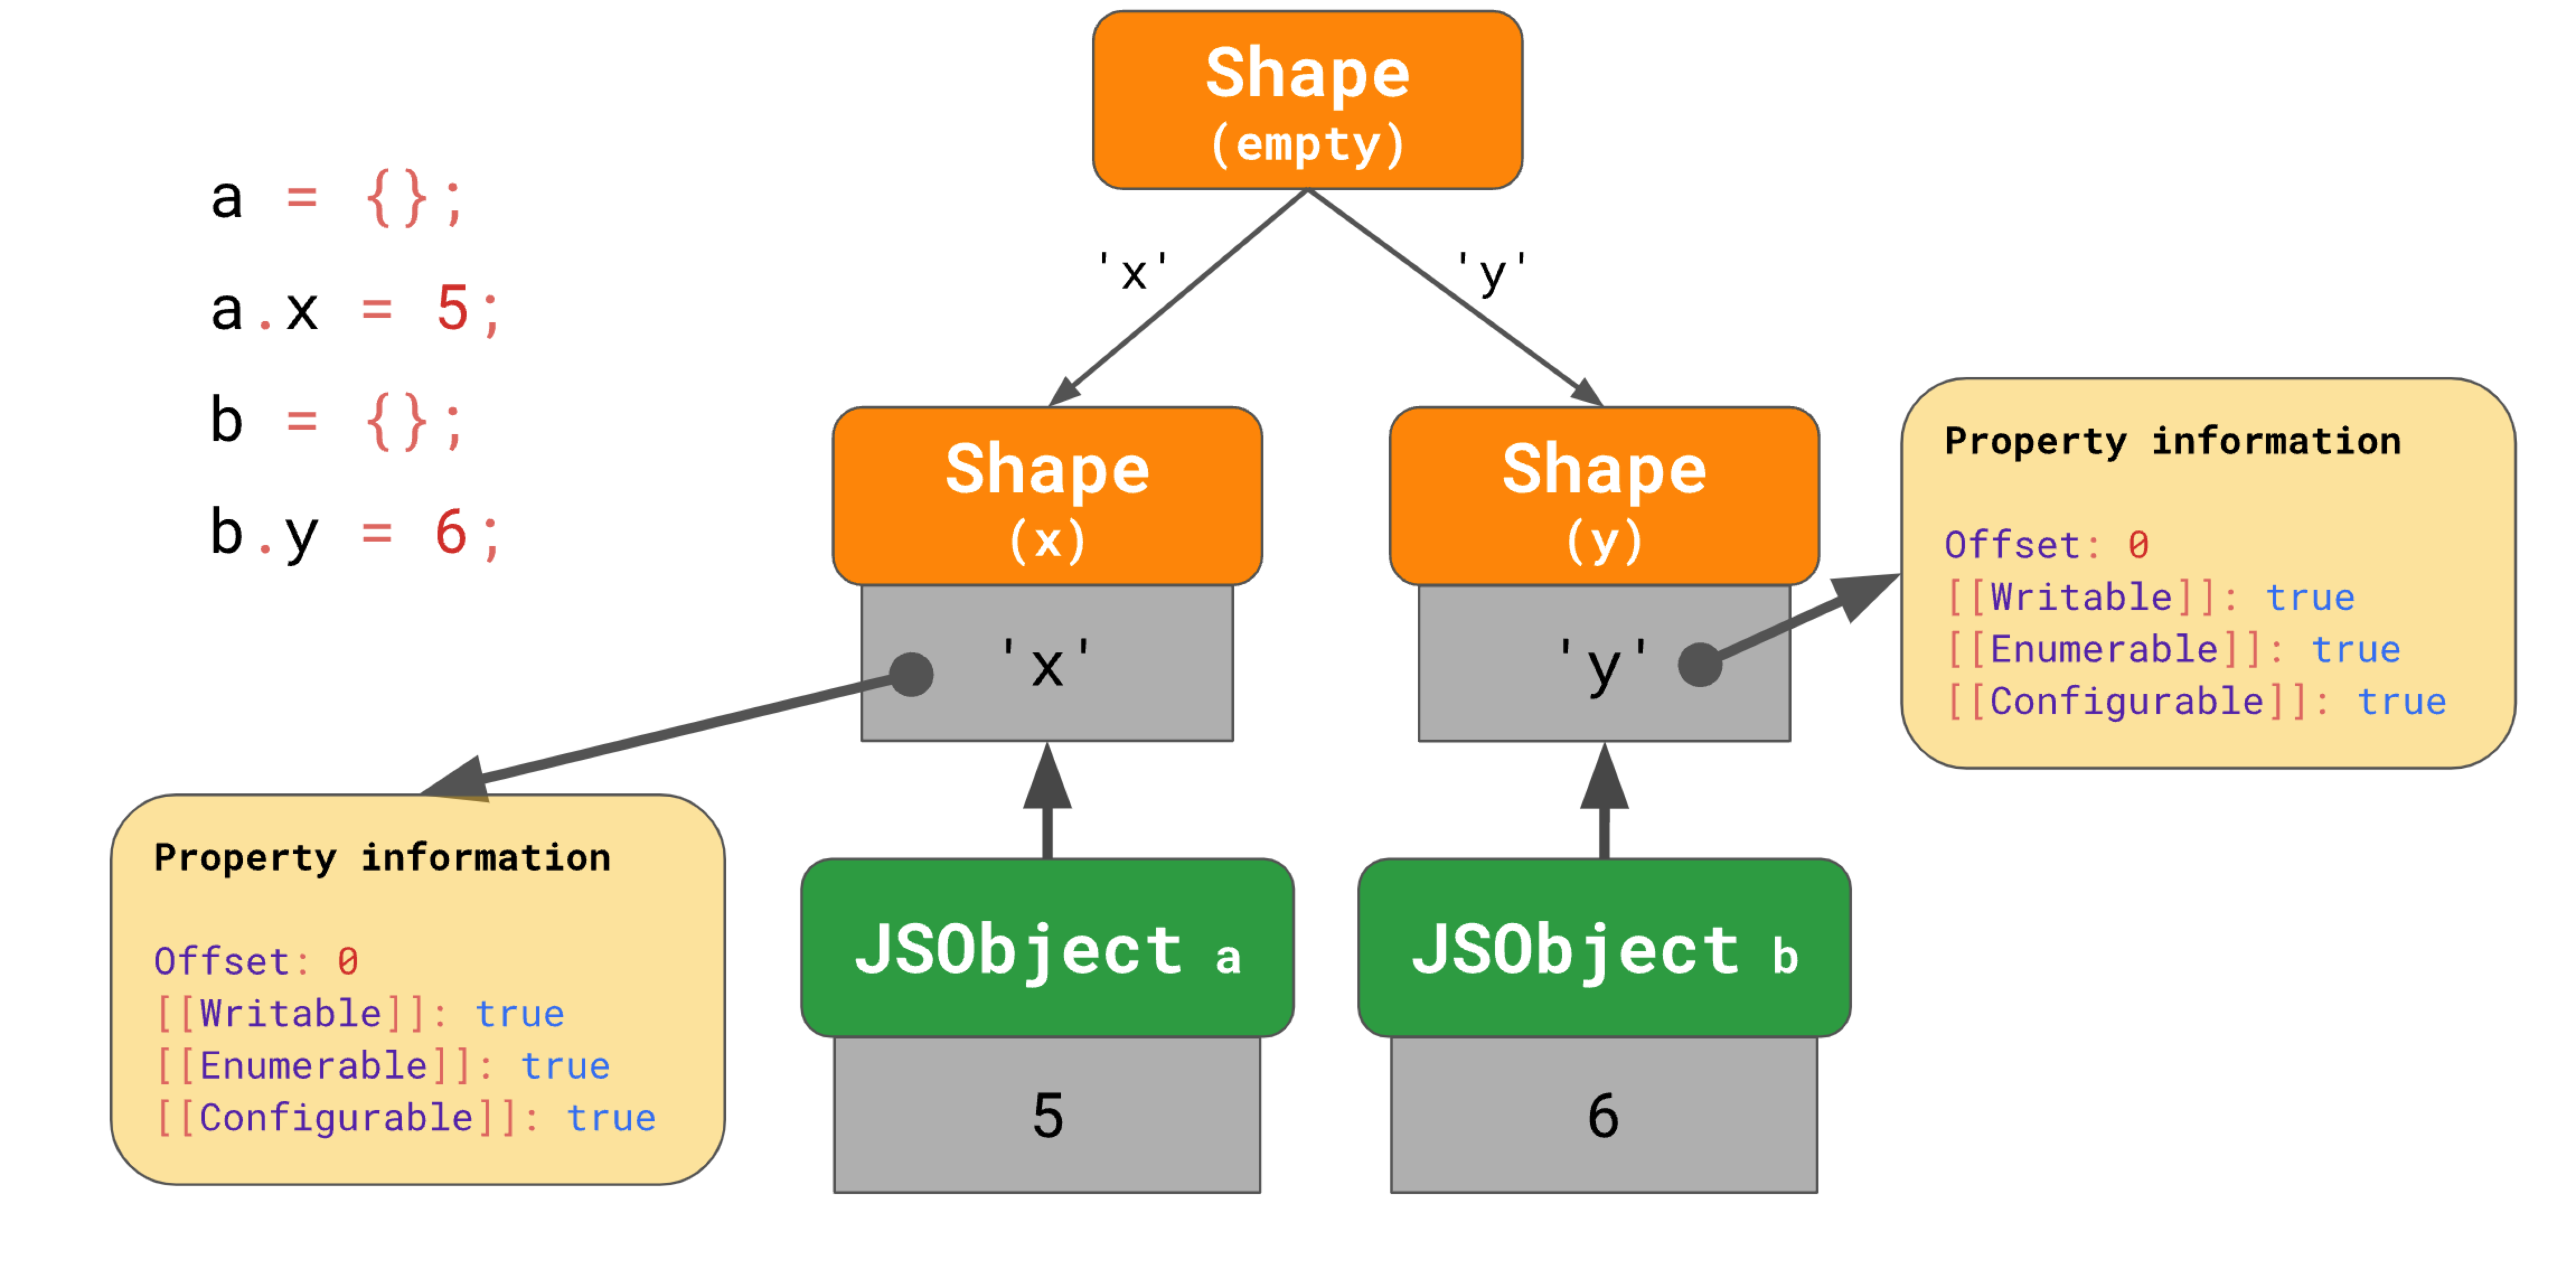 a = {};
a.x = 5;
b = {};
b.y = 6;
Shape
(empty)
'x'
'y'
Shape
(x)
'x'
Shape
(y)
'y'
Property information
Offset: 0
[[Writable]]: true
[[Enumerable]]: true
[[Configurable]]: true
Property information
Offset: 0
[[Writable]]: true
[[Enumerable]]: true
[[Configurable]]: true
JSObject a
5
JSObject b
6